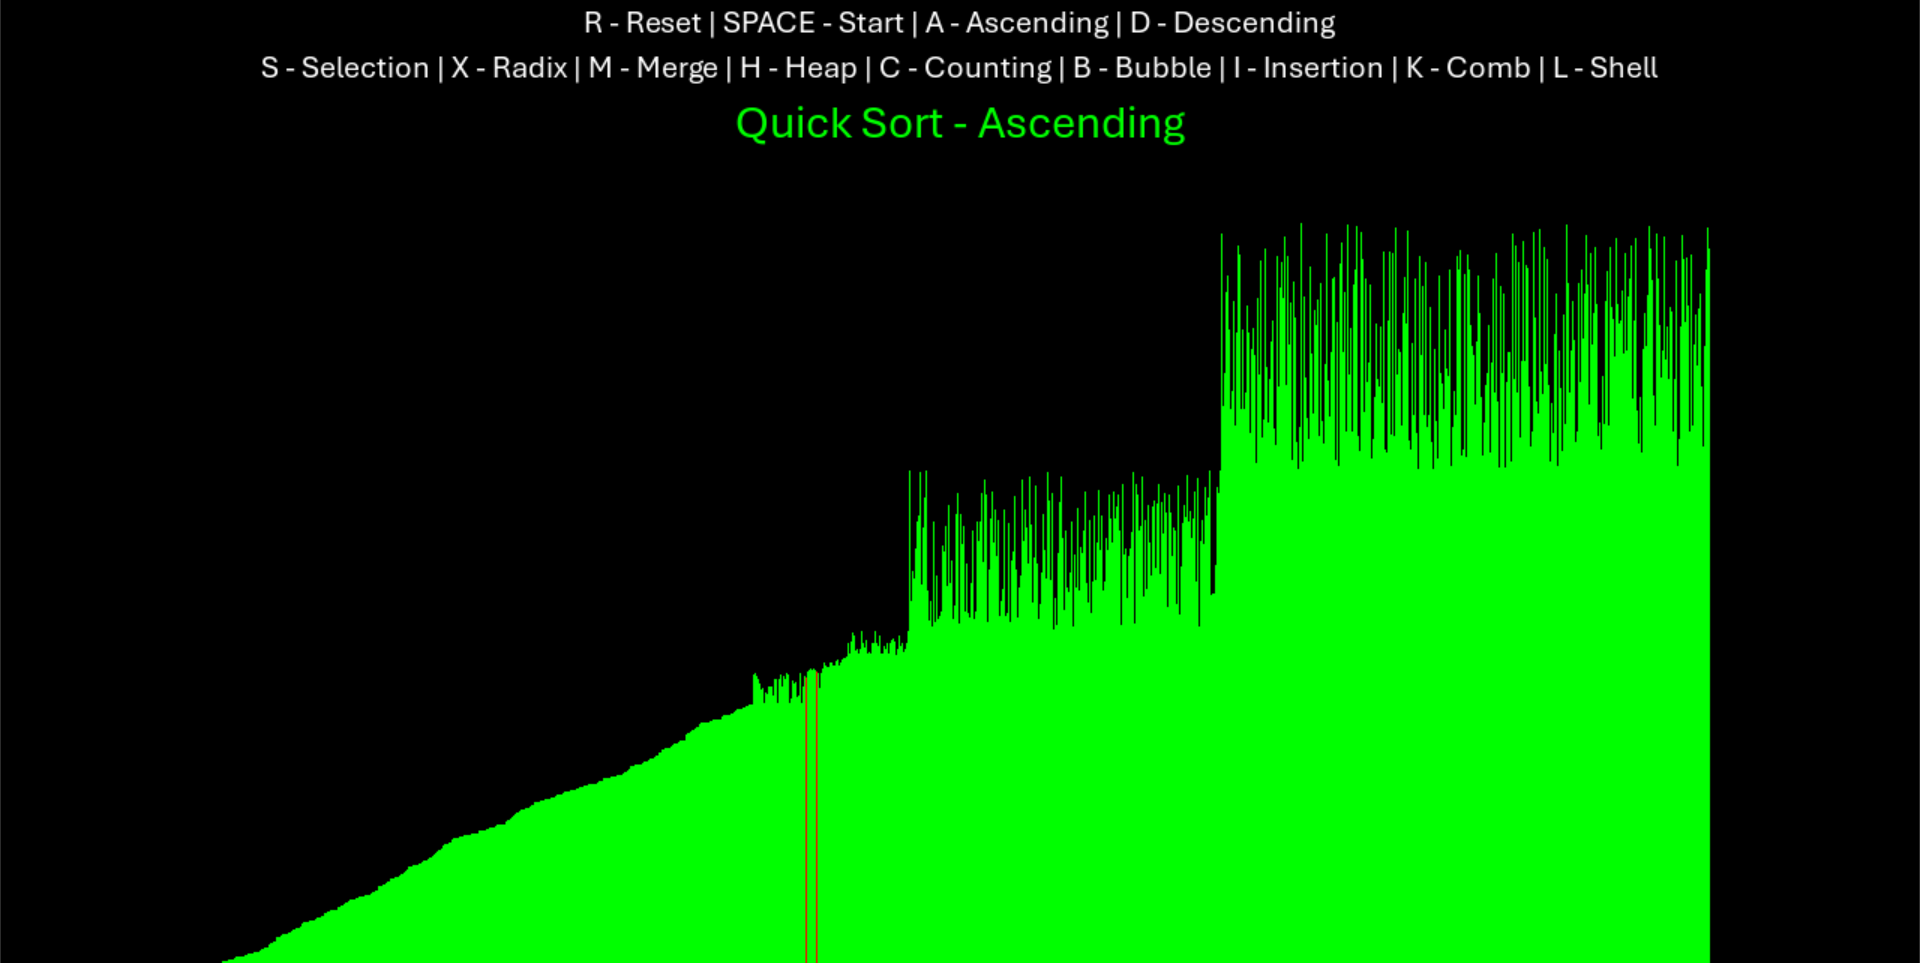 R - Reset | SPACE - Start | A - Ascending | D - Descending
S - Selection | X - Radix | M - Merge | H - Heap | C - Counting | B - Bubble | I - Insertion | K - Comb | L - Shell
Quick Sort - Ascending